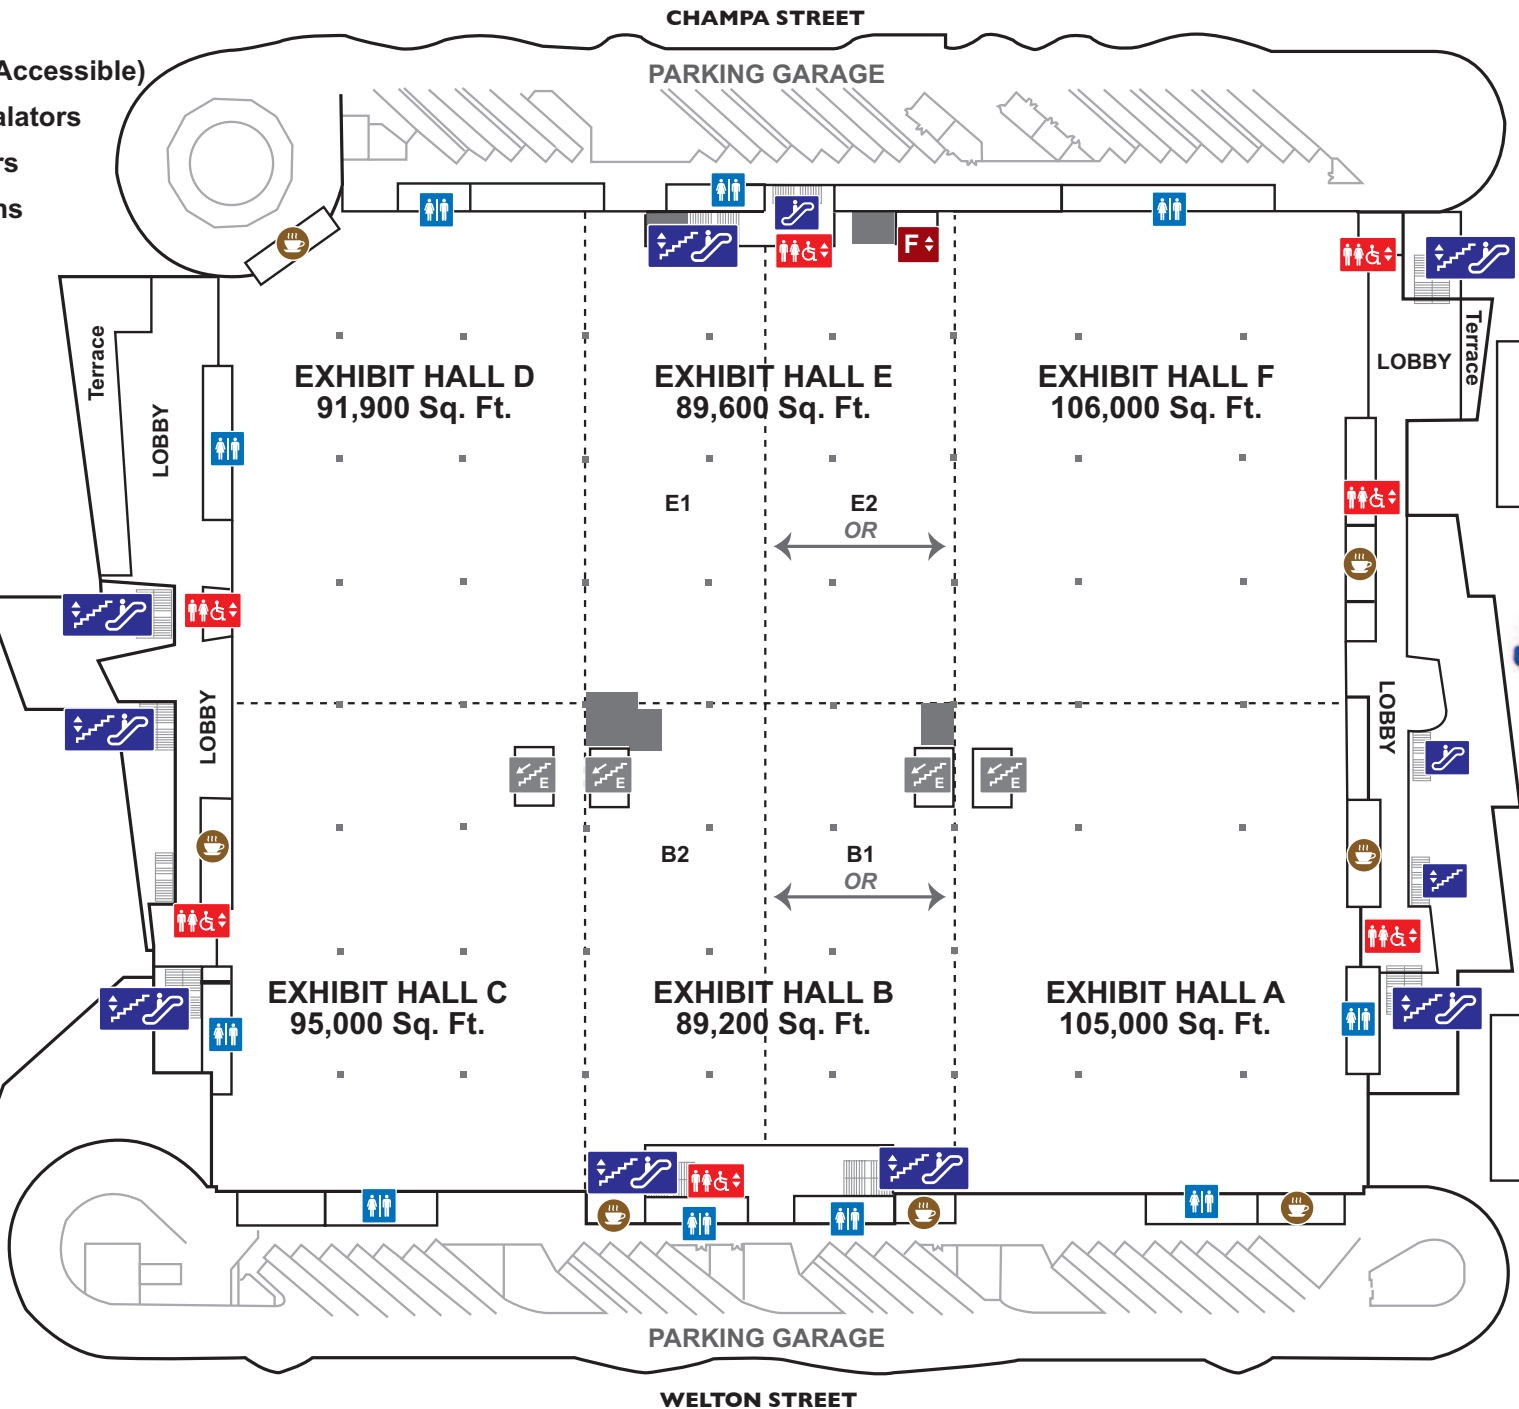 CHAMPA STREET
Accessible)
PARKING GARAGE
alators
rs
ns
F
Terrace
LOBBY
EXHIBIT HALL D
91,900 Sq. Ft.
EXHIBIT HALL E
89,600 Sq. Ft.
EXHIBIT HALL F
106,000 Sq. Ft.
LOBBY
Terrace
E1
E2
OR
LOBBY
LOBBY
E
E
E
E
B2
B1
OR
EXHIBIT HALL C
95,000 Sq. Ft.
EXHIBIT HALL B
89,200 Sq. Ft.
EXHIBIT HALL A
105,000 Sq. Ft.
PARKING GARAGE
WELTON STREET